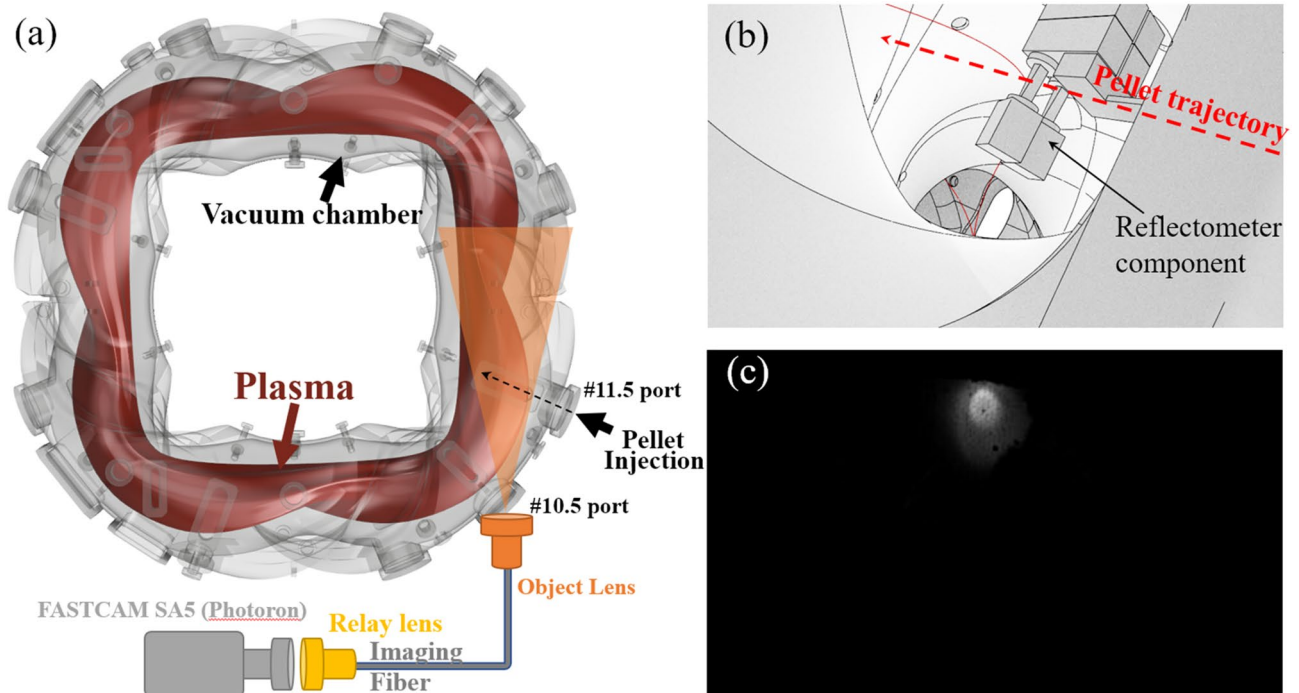 (a)
Vacuum chamber
Plasma
#11.5 port
Pellet
Injection
#10.5 port
Object Lens
FASTCAM SA5 (Photoron)
Relay lens
Imaging
Fiber
(b)
Pellet trajectory
Reflectometer
component
(c)